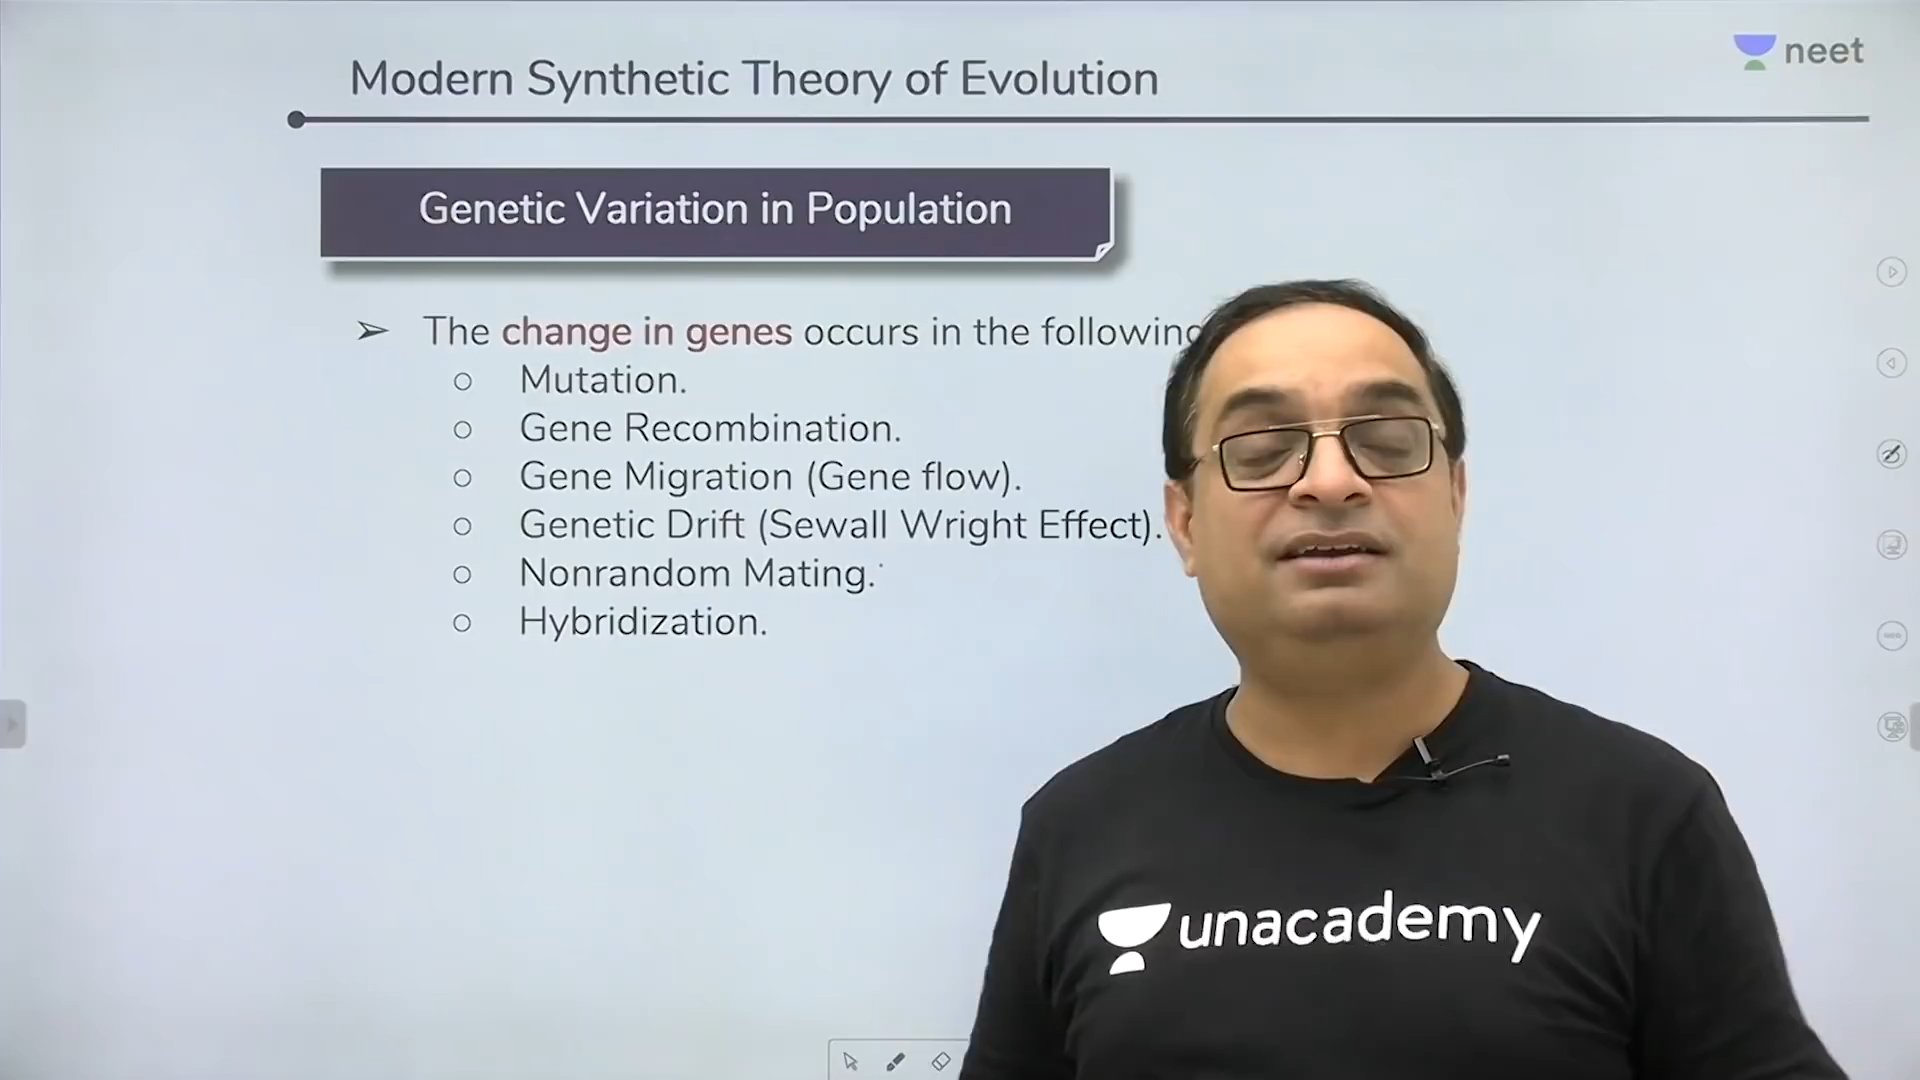 Modern Synthetic Theory of Evolution
neet
Genetic Variation in Population
➢ The change in genes occurs in the following
○ Mutation.
○ Gene Recombination.
○ Gene Migration (Gene flow).
○ Genetic Drift (Sewall Wright Effect).
○ Nonrandom Mating.
○ Hybridization.
unacademy